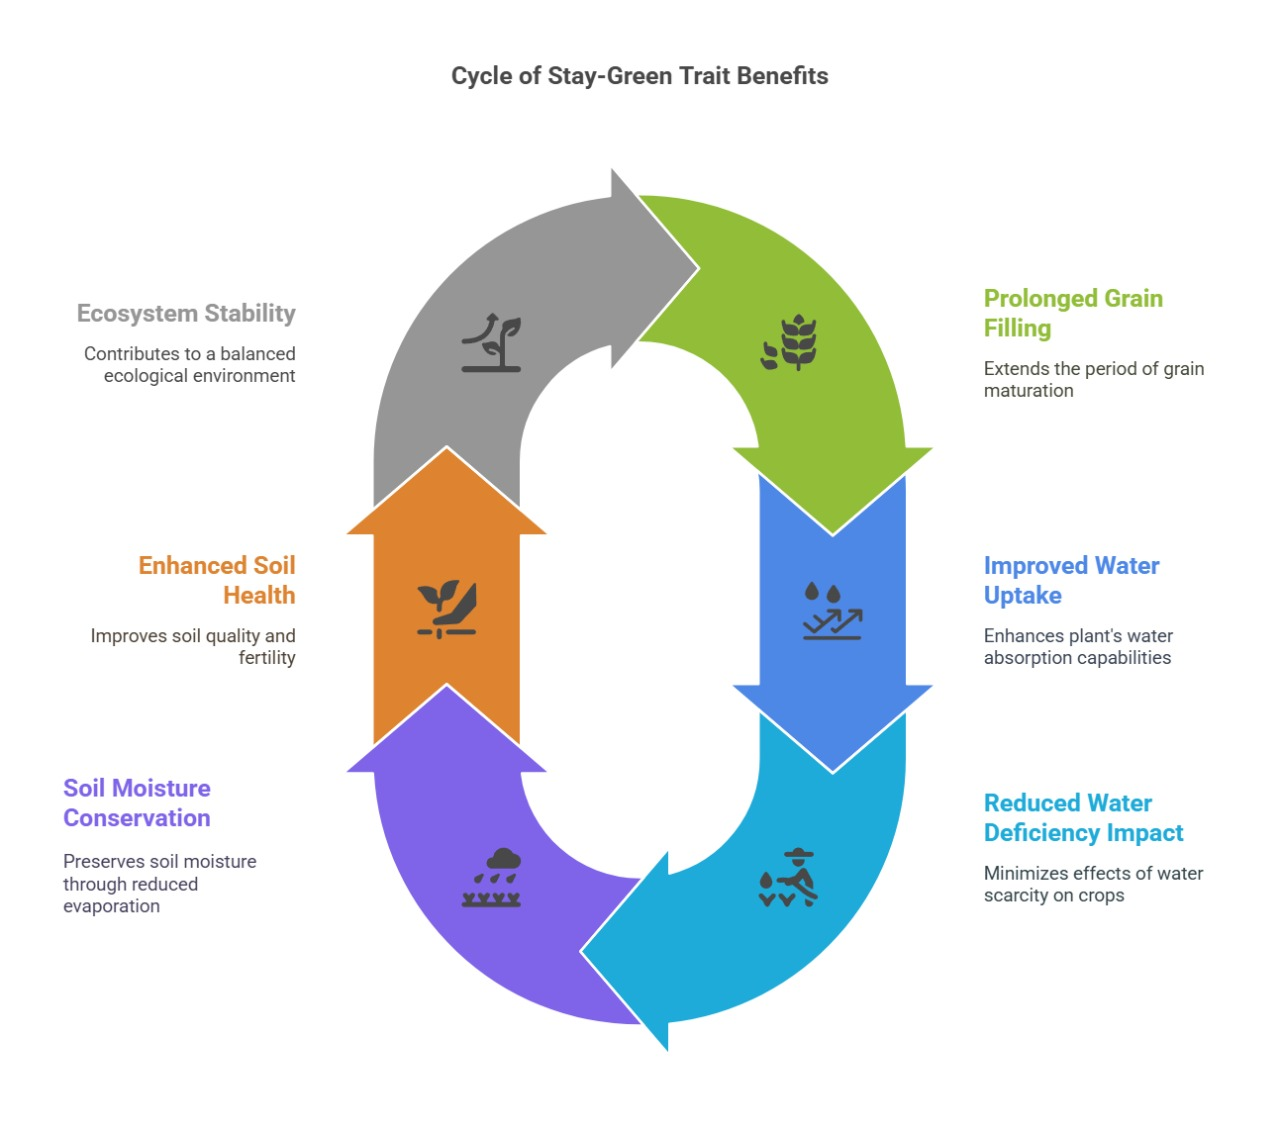 Cycle of Stay-Green Trait Benefits
Ecosystem Stability
Contributes to a balanced
ecological environment
Prolonged Grain
Filling
Extends the period of grain
maturation
Enhanced Soil
Health
Improves soil quality and
fertility
Improved Water
Uptake
Enhances plant's water
absorption capabilities
Soil Moisture
Conservation
Preserves soil moisture
through reduced
evaporation
Reduced Water
Deficiency Impact
Minimizes effects of water
scarcity on crops